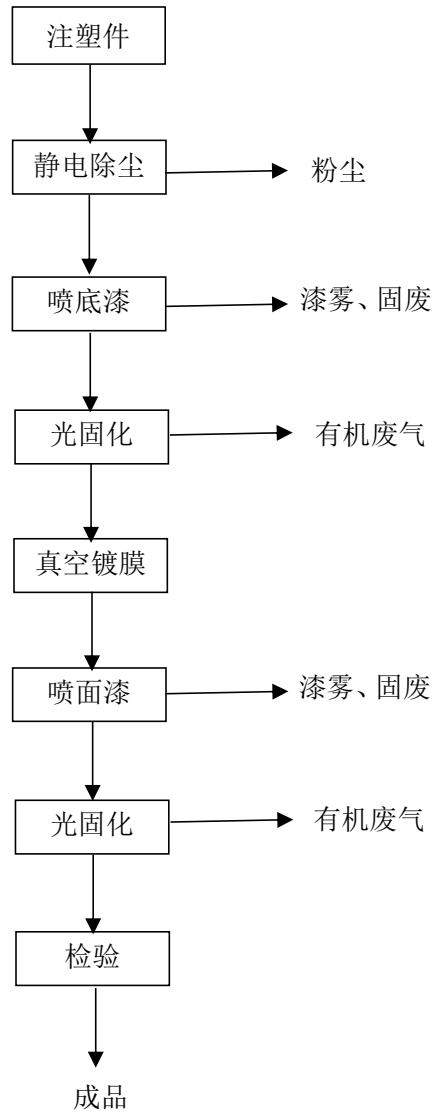 注塑件
静电除尘
粉尘
喷底漆
漆雾、固废
光固化
有机废气
真空镀膜
喷面漆
漆雾、固废
光固化
有机废气
检验
成品